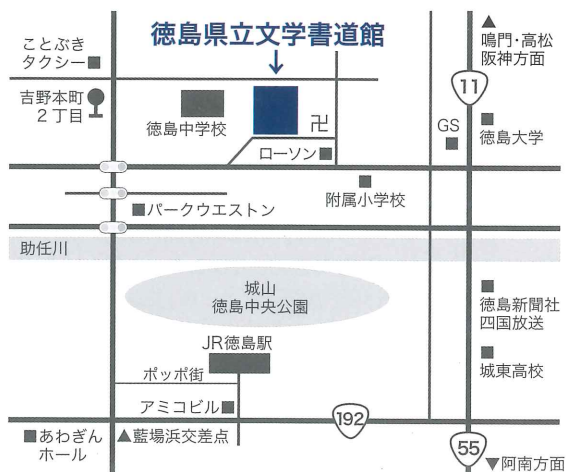 徳島県立文学書道館
ことぶき
タクシー
鳴門・高松
阪神方面
11
吉野本町
2丁目
徳島中学校
卍
GS
徳島大学
ローソン
附属小学校
パークウエストン
助任川
城山
徳島中央公園
徳島新聞社
四国放送
JR徳島駅
ポッポ街
城東高校
アミコビル
192
あわぎん
ホール
藍場浜交差点
55
阿南方面